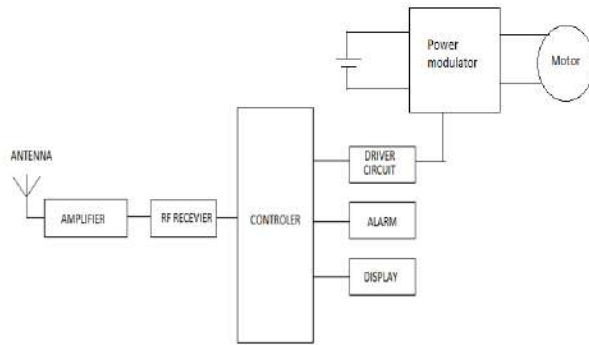 Power
modulator
Motor
ANTENNA
AMPLIFIER
RF RECEVIER
CONTROLER
DRIVER
CIRCUIT
ALARM
DISPLAY